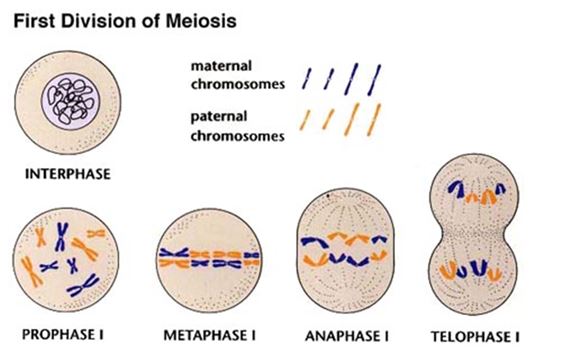 First Division of Meiosis
maternal
chromosomes
paternal
chromosomes
INTERPHASE
PROPHASE I
METAPHASE I
ANAPHASE I
TELOPHASE I